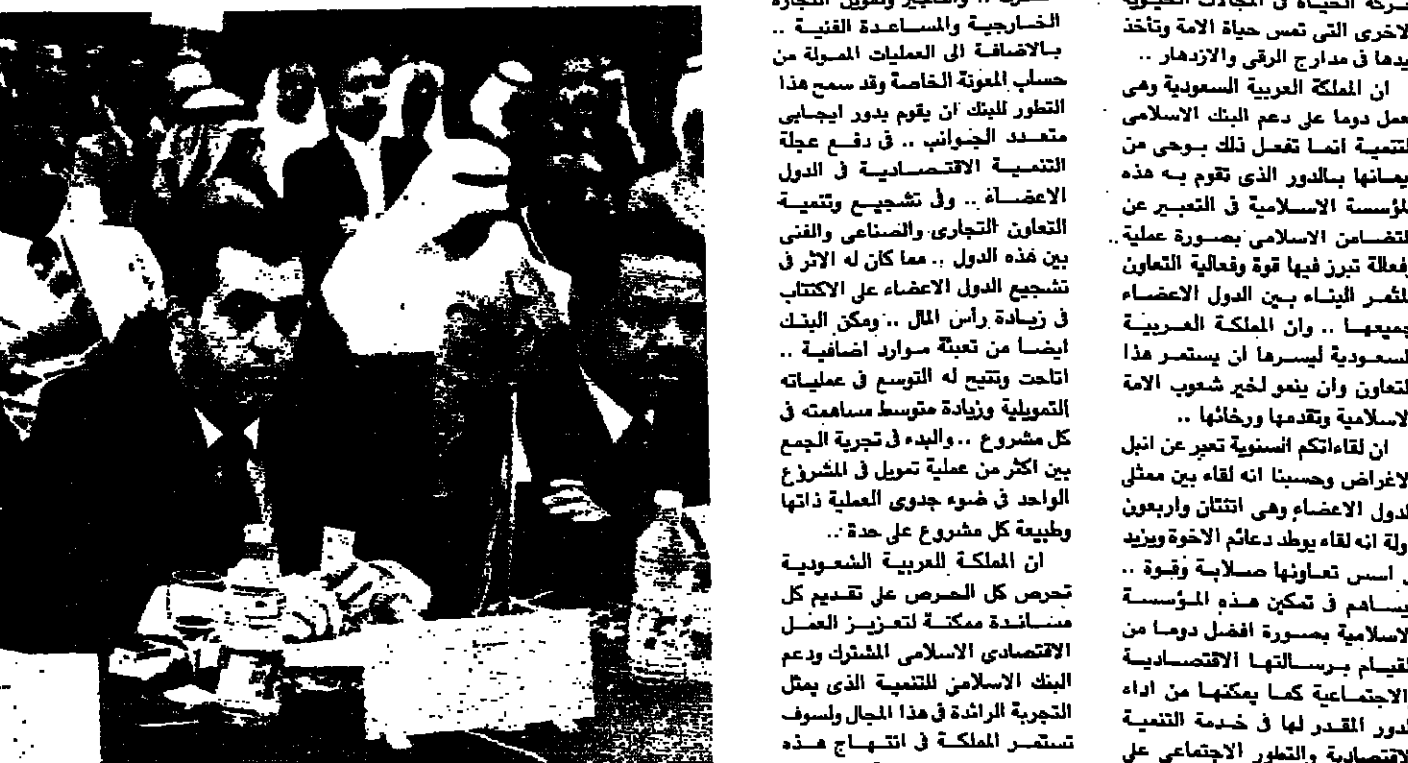 الاخرى التى تمس حياة الامة وتأخذ
بيدها فى مدارج الرقى والازدهار ..
ان المملكة العربية السعودية وهى
تعمل دوما على دعم البنك الاسلامى
للتنمية انما تفعل ذلك بوحى من
ايمانها بالدور الذى تقوم به هذه
المؤسسة الاسلامية فى التعبير عن
التضامن الاسلامى بصورة عملية ..
وفعالة تبرز فيها قوة وفعالية التعاون
المثمر البناء بين الدول الاعضاء
جميعها .. وان المملكة العربية
السعودية ليسرها ان يستمر هذا
التعاون وان ينمو لخير شعوب الامة
الاسلامية وتقدمها ورخائها ..
ان لقاءاتكم السنوية تعبر عن انبل
الاغراض وحسبنا انه لقاء بين ممثلى
الدول الاعضاء وهى اثنتان واربعون
دولة انه لقاء يوطد دعائم الاخوة ويزيد
اسس تعاونها صلابة وقوة ..
ويساهم فى تمكين هذه المؤسسة
الاسلامية بصورة افضل دوما من
القيام برسالتها الاقتصادية
والاجتماعية كما يمكنها من اداء
الدور المقدر لها فى خدمة التنمية
الاقتصادية والتطور الاجتماعى على
الخارجية والمساعدة الفنية ..
بالاضافة الى العمليات الممولة من
حساب المعونة الخاصة وقد سمح هذا
التطور للبنك ان يقوم بدور ايجابى
متعدد الجوانب .. فى دفع عجلة
التنمية الاقتصادية فى الدول
الاعضاء .. وفى تشجيع وتنمية
التعاون التجارى والصناعى والفنى
بين هذه الدول .. مما كان له الاثر فى
تشجيع الدول الاعضاء على الاكتتاب
فى زيادة رأس المال .. ومكن البنك
ايضا من تعبئة موارد اضافية ..
اتاحت وتتيح له التوسع فى عملياته
التمويلية وزيادة متوسط مساهمته فى
كل مشروع .. والبدء فى تجربة الجمع
بين اكثر من عملية تمويل فى المشروع
الواحد فى ضوء جدوى العملية ذاتها
وطبيعة كل مشروع على حدة ..
ان المملكة العربية السعودية
تحرص كل الحرص على تقديم كل
مساندة ممكنة لتعزيز العمل
الاقتصادى الاسلامى المشترك ودعم
البنك الاسلامى للتنمية الذى يمثل
التجربة الرائدة فى هذا المجال ولسوف
تستمر المملكة فى انتهاج هذه